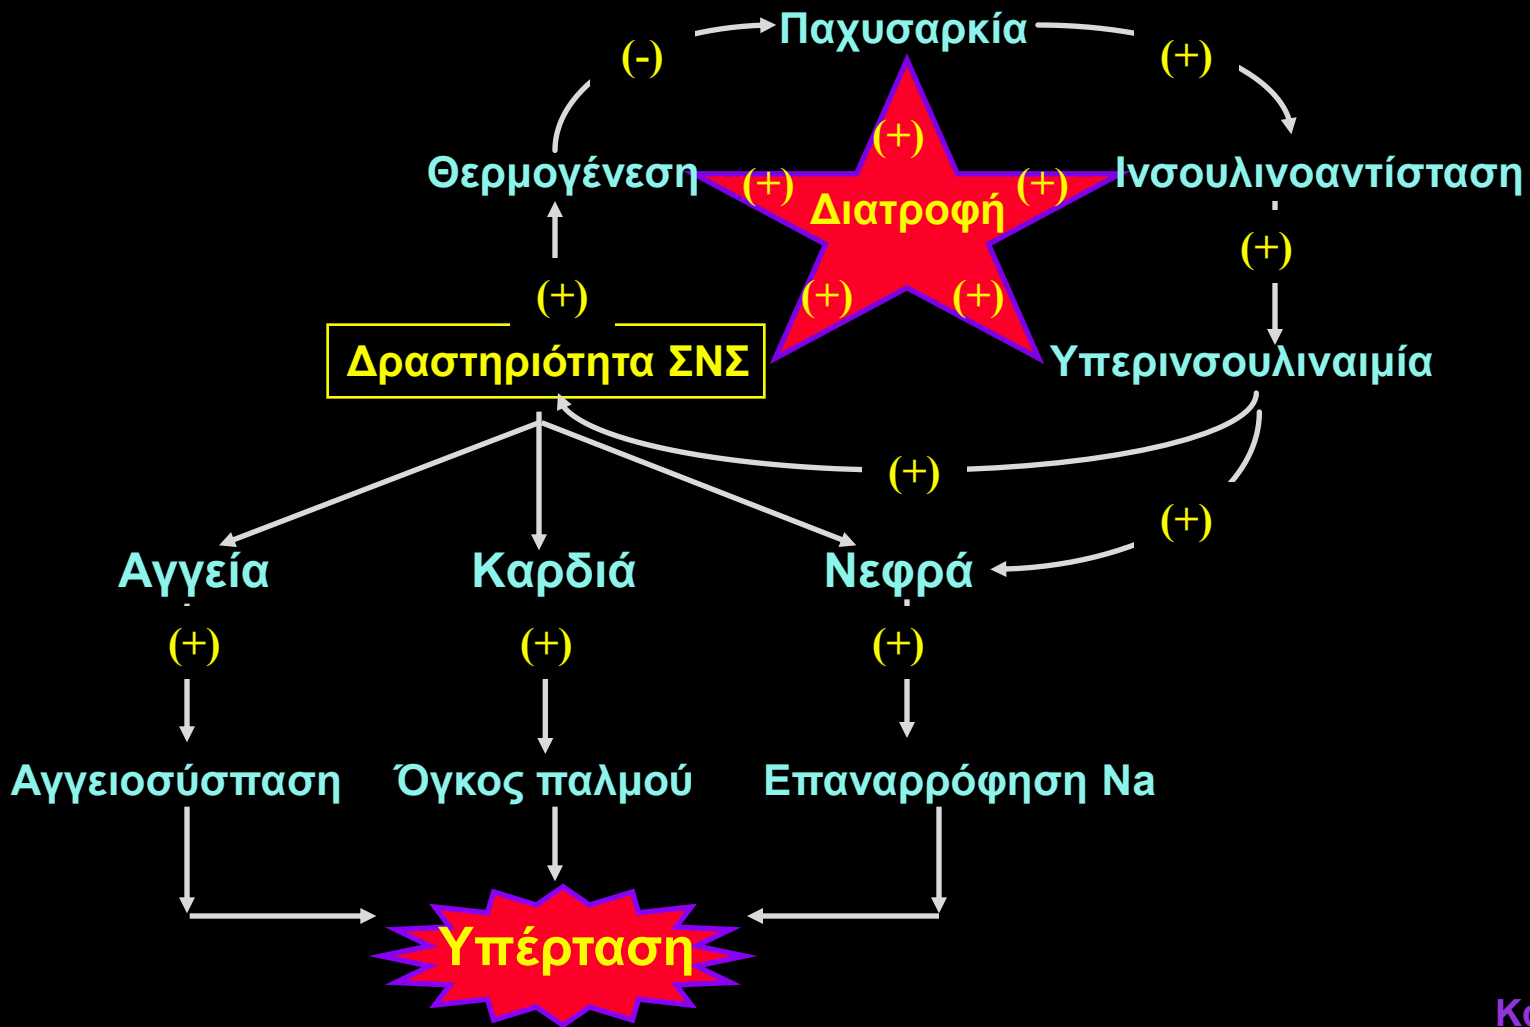 Παχυσαρκία
(-)
(+)
(+)
Θερμογένεση
(+)
(+)
Ινσουλινοαντίσταση
Διατροφή
(+)
(+)
(+)
(+)
Δραστηριότητα ΣΝΣ
Υπερινσουλιναιμία
(+)
(+)
Αγγεία
Καρδιά
Νεφρά
(+)
(+)
(+)
Αγγειοσύσπαση
Όγκος παλμού
Επαναρρόφηση Na
Υπέρταση